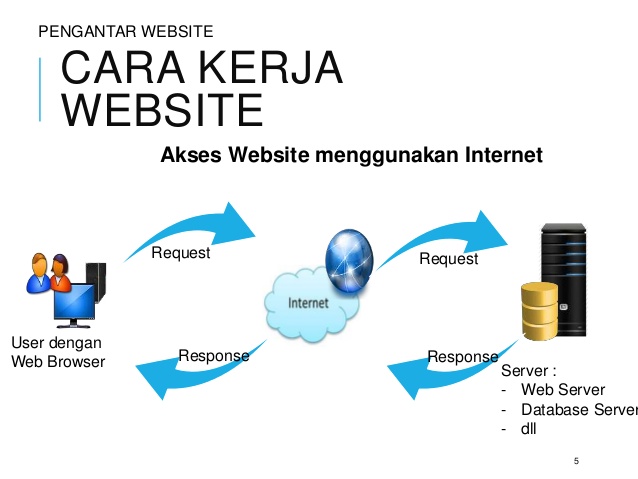 PENGANTAR WEBSITE
CARA KERJA
WEBSITE
Akses Website menggunakan Internet
Request
Request
Internet
User dengan
Web Browser
Response
Response
Server :
- Web Server
- Database Server
- dll
5